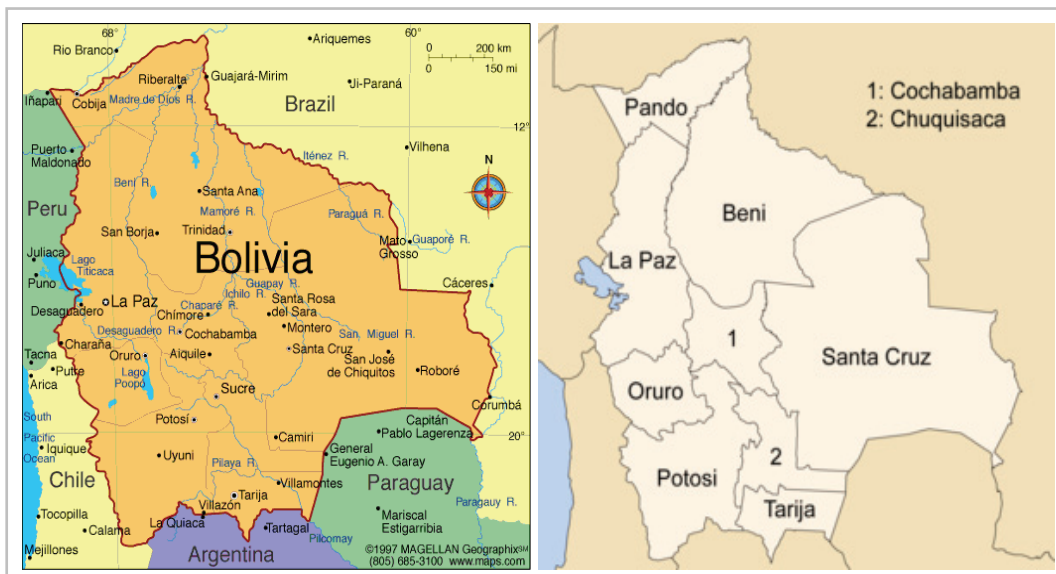 68°
60°
Rio Branco
Ariquemes
0
200 km
0
150 mi
Riberalta
Guajará-Mirim
Ji-Paraná
Iñapari
Cobija
Madre de Dios R.
Brazil
12°
Puerto
Maldonado
Iténez R.
Vilhena
N
Beni R.
Santa Ana
Peru
Mamoré R.
Paraguá R.
San Borja
Trinidad
Mato
Grosso
Guaporé R.
Bolivia
Juliaca
Lago
Titicaca
Puno
Guapay R.
Cáceres
La Paz
Ichilo R.
Desaguadero
Chaparé R.
Santa Rosa
del Sara
Chímore
Desaguadero R.
Cochabamba
Montero
San Miguel R.
Charaña
Tacna
Oruro
Aiquile
Santa Cruz
San José
de Chiquitos
Putre
Lago
Poopó
Roboré
Arica
Sucre
Corumbá
South
Pacific
Ocean
Potosí
Capitán
Pablo Lagerenza
20°
Iquique
Camiri
General
Eugenio A. Garay
Uyuni
Pilaya R.
Chile
Villamontes
Paraguay
Paragauy R.
Tarija
Villazón
Tocopilla
La Quiaca
Mariscal
Estigarribia
Calama
Tartagal
Pilcomay
Mejillones
Argentina
©1997 MAGELLAN Geographix℠
(805) 685-3100 www.maps.com
1: Cochabamba
2: Chuquisaca
Pando
Beni
La Paz
1
Santa Cruz
Oruro
2
Potosi
Tarija